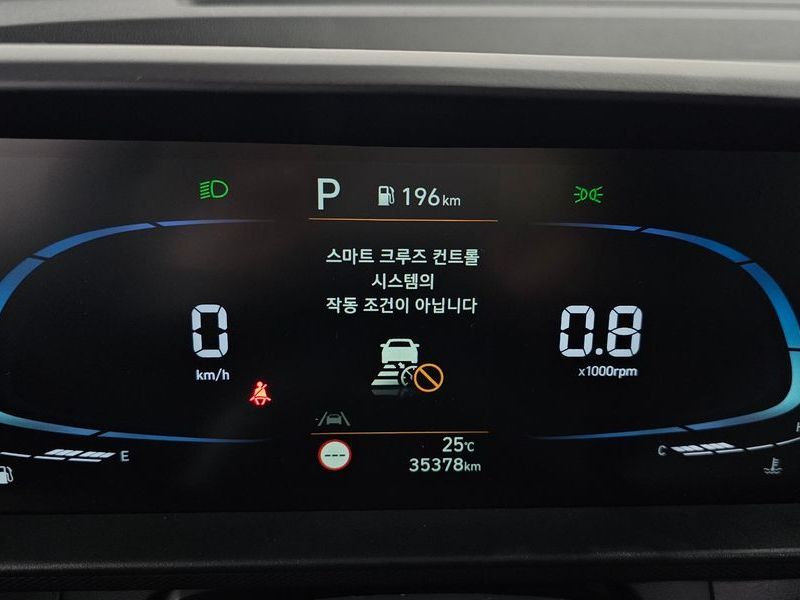 P 196km
스마트 크루즈 컨트롤
시스템의
작동 조건이 아닙니다
0
km/h
0.8
x1000rpm
E
C
H
---
25℃
35378km